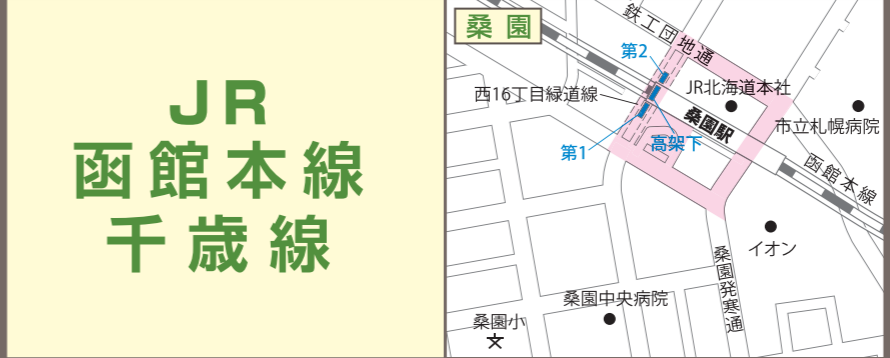 JR
函館本線
千歳線
桑園
鉄工団地通
第2
西16丁目緑道線
JR北海道本社
桑園駅
市立札幌病院
高架下
第1
函館本線
イオン
桑園発寒通
桑園中央病院
桑園小
文